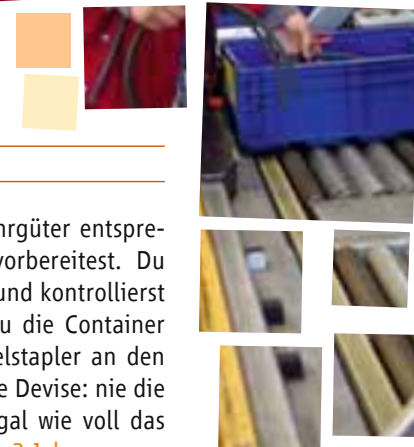 hrgüter entspre-
vorbereitest. Du
und kontrollierst
u die Container
elstapler an den
e Devise: nie die
gal wie voll das